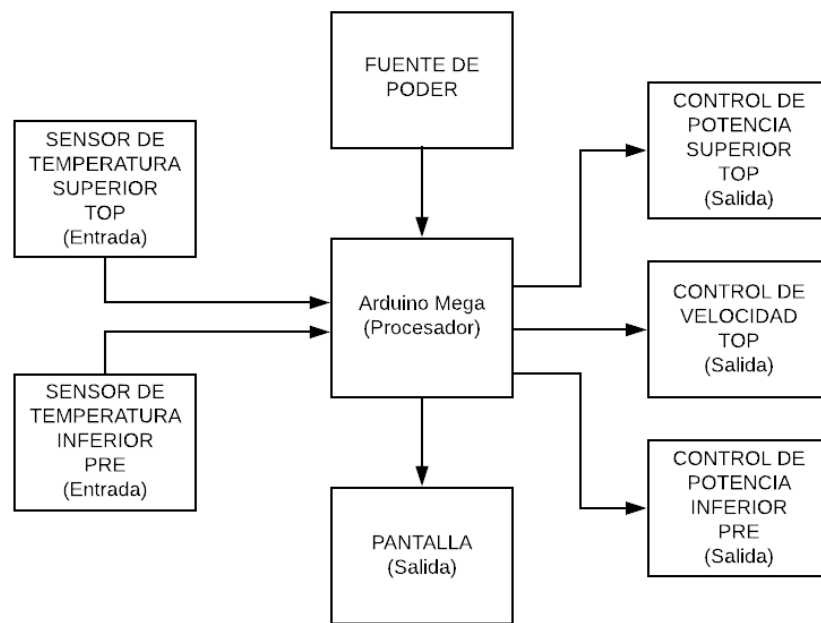 FUENTE DE
PODER
SENSOR DE
TEMPERATURA
SUPERIOR
TOP
(Entrada)
CONTROL DE
POTENCIA
SUPERIOR
TOP
(Salida)
Arduino Mega
(Procesador)
CONTROL DE
VELOCIDAD
TOP
(Salida)
SENSOR DE
TEMPERATURA
INFERIOR
PRE
(Entrada)
CONTROL DE
POTENCIA
INFERIOR
PRE
(Salida)
PANTALLA
(Salida)